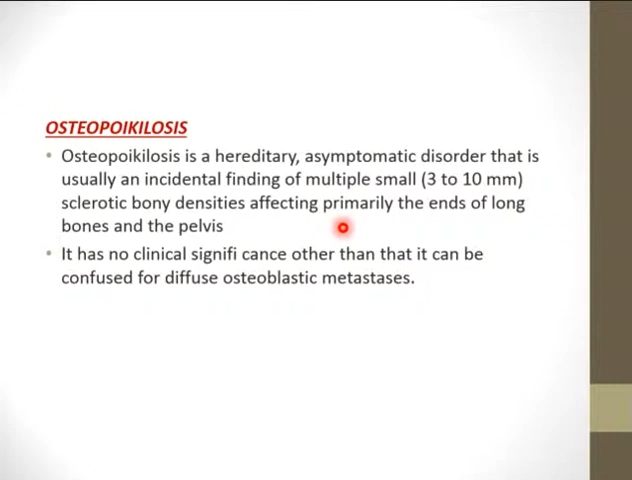 OSTEOPOIKILOSIS
• Osteopoikilosis is a hereditary, asymptomatic disorder that is
usually an incidental finding of multiple small (3 to 10 mm)
sclerotic bony densities affecting primarily the ends of long
bones and the pelvis
• It has no clinical signifi cance other than that it can be
confused for diffuse osteoblastic metastases.